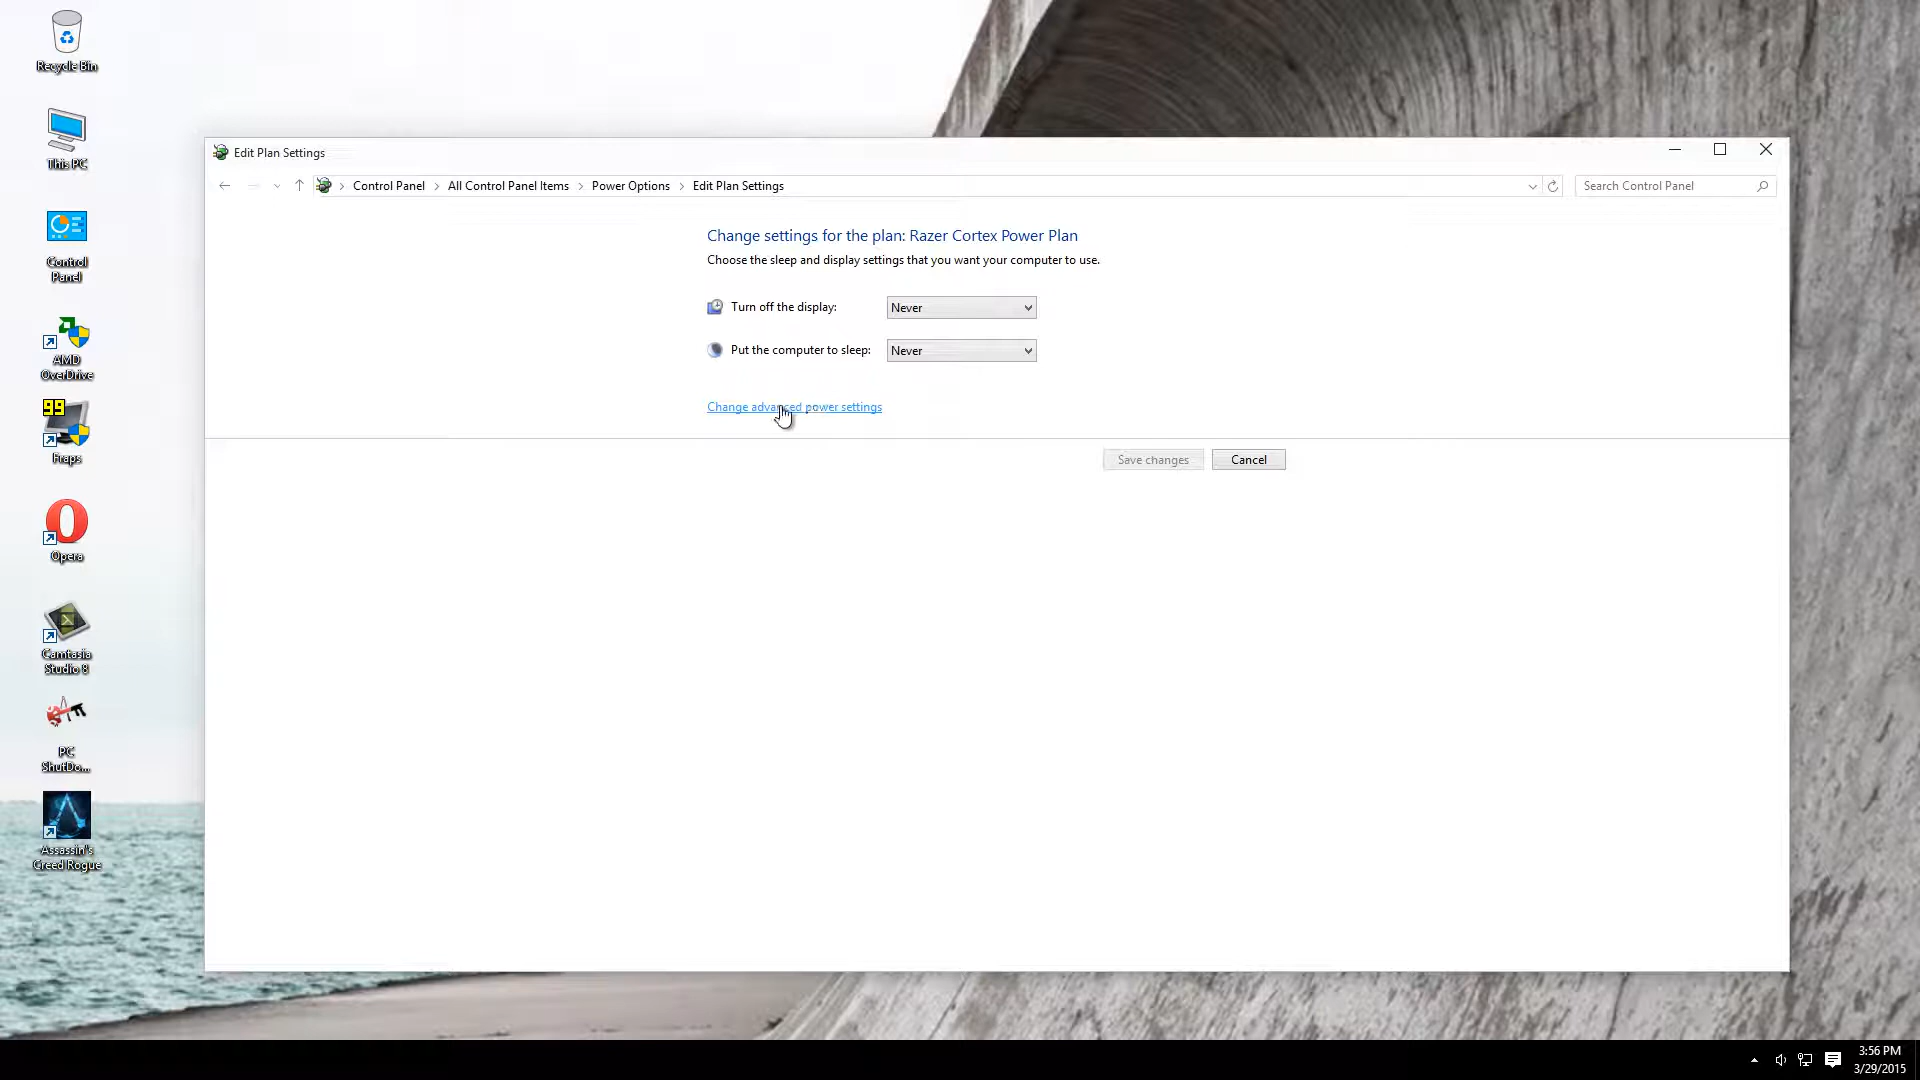 Recycle Bin
This PC
Control
Panel
AMD
OverDrive
99
Fraps
Opera
Camtasia
Studio 8
PC
ShutDo...
Assassin's
Creed Rogue
Edit Plan Settings
Control Panel > All Control Panel Items > Power Options > Edit Plan Settings
Search Control Panel
Change settings for the plan: Razer Cortex Power Plan
Choose the sleep and display settings that you want your computer to use.
Turn off the display: Never
Put the computer to sleep: Never
Change advanced power settings
Save changes Cancel
3:56 PM
3/29/2015